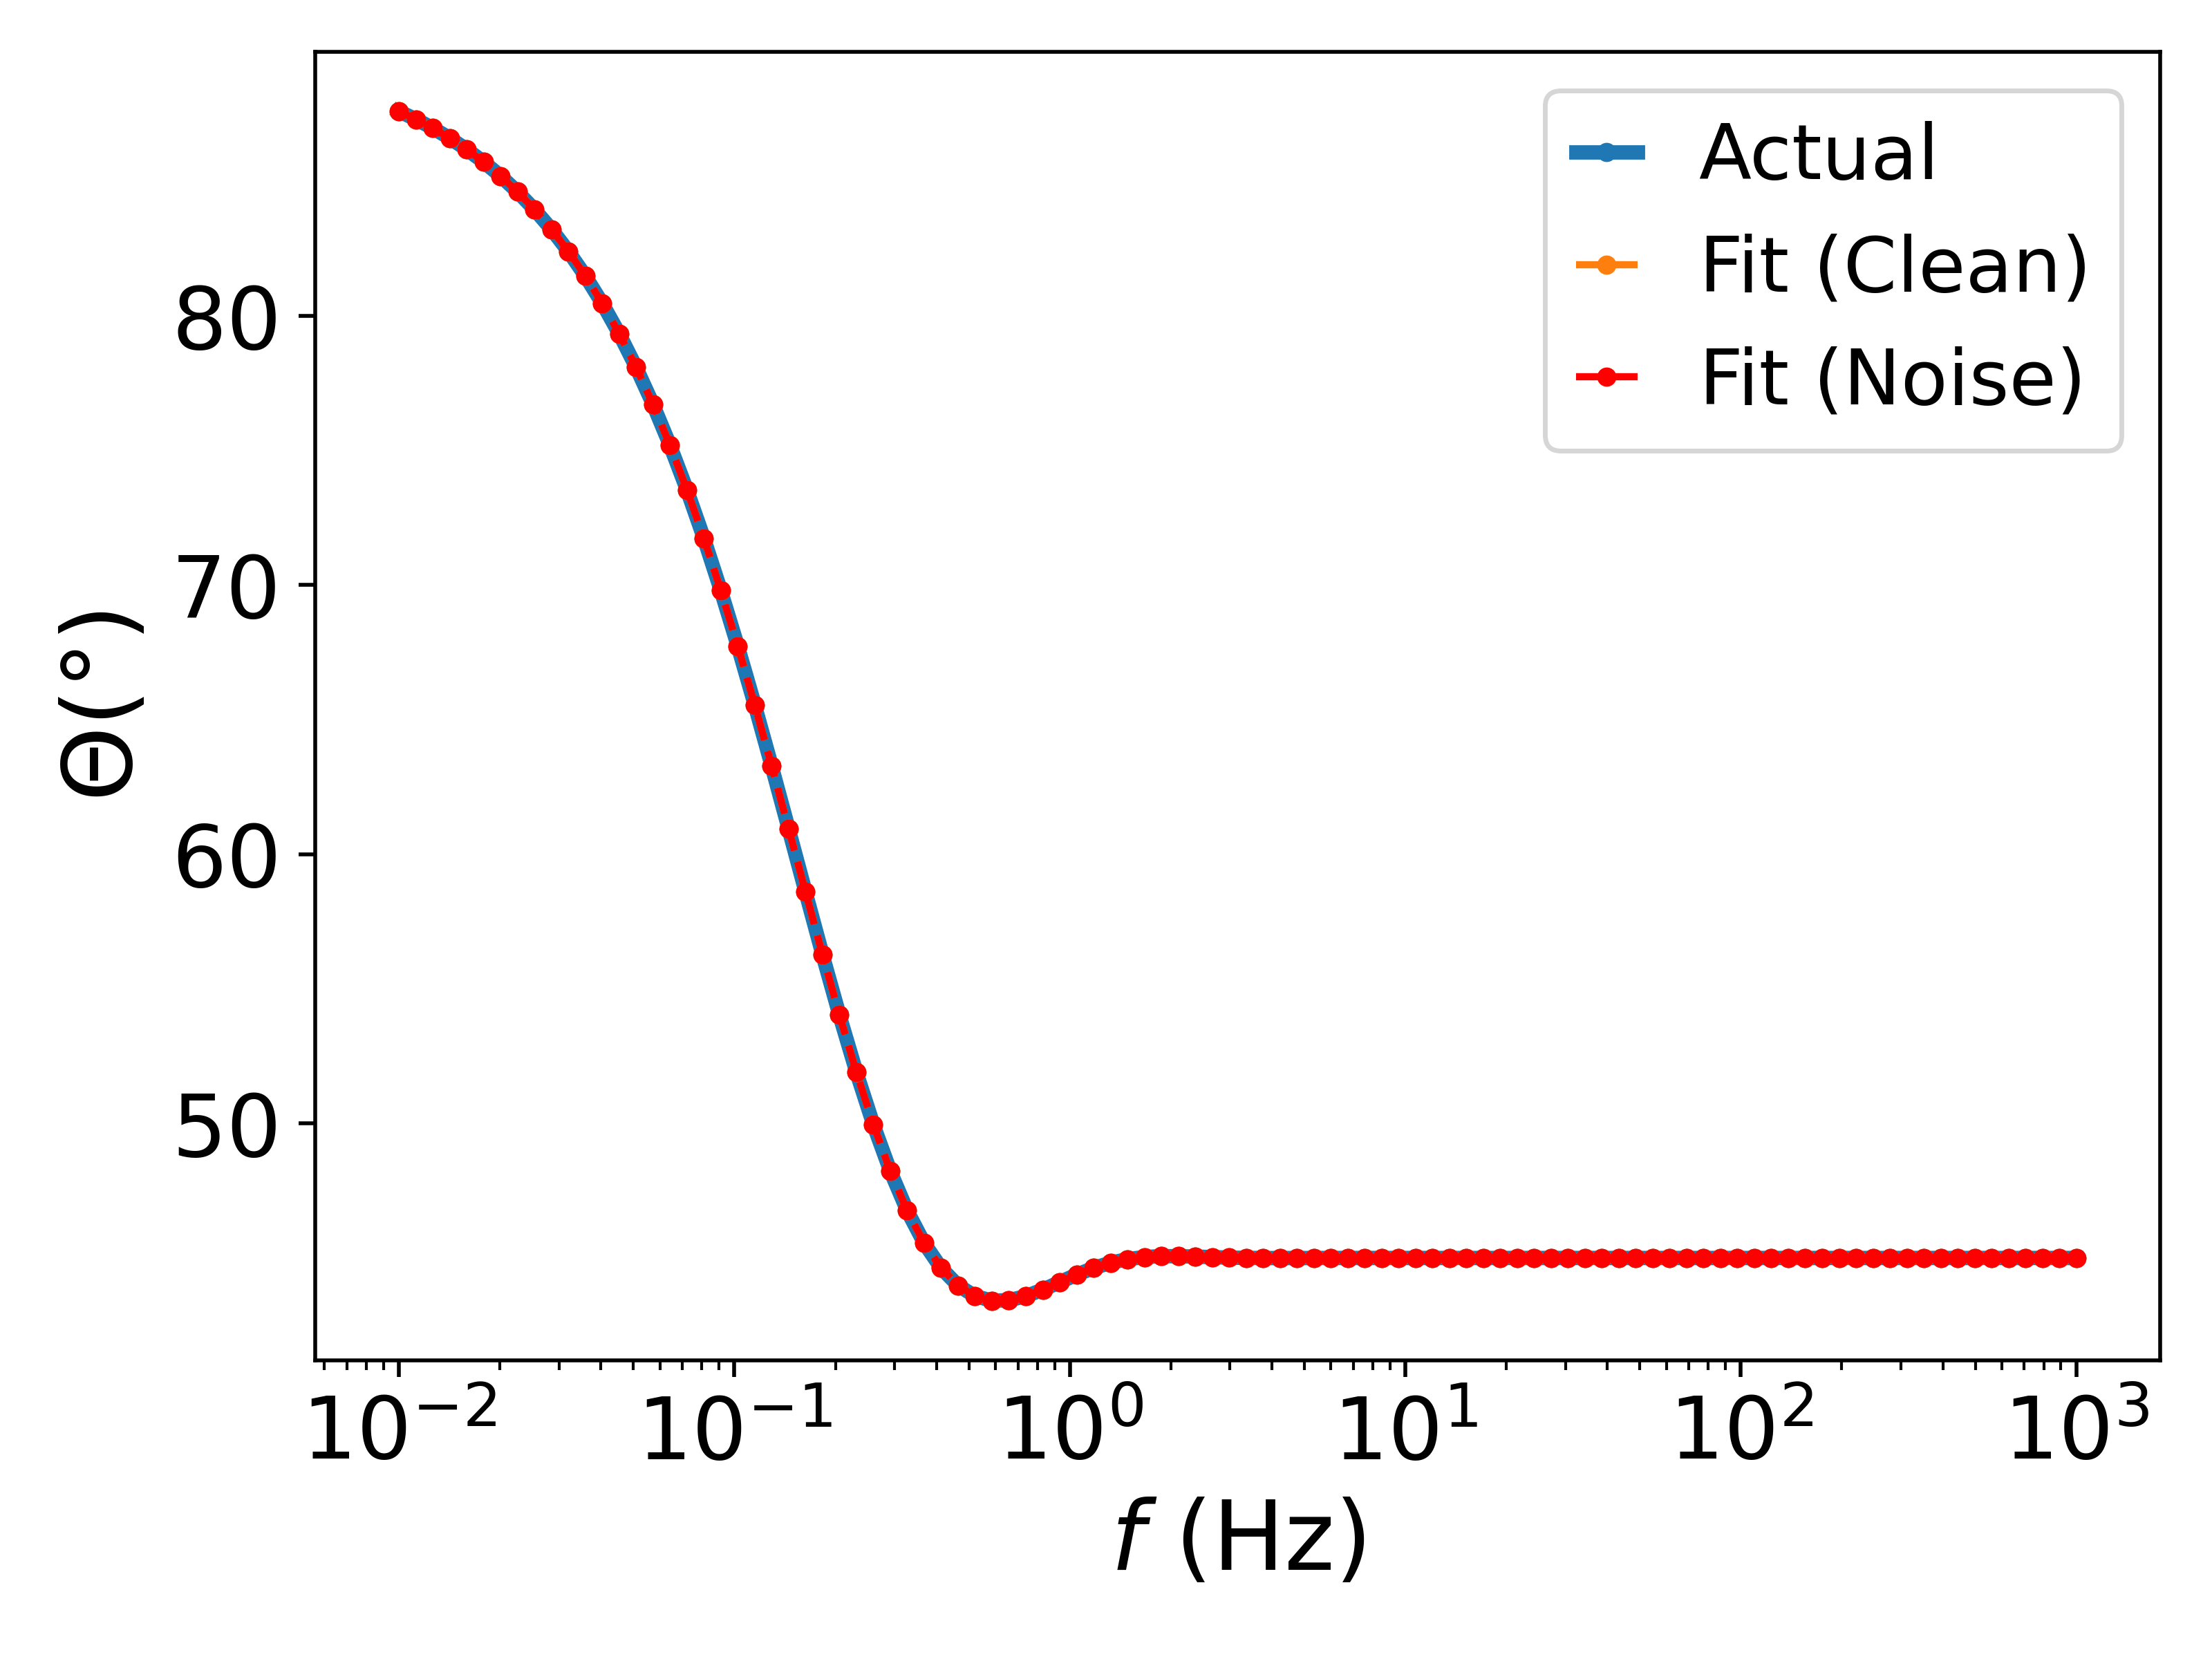 Actual
Fit (Clean)
Fit (Noise)
80
70
60
50
Θ(°)
10⁻² 10⁻¹ 10⁰ 10¹ 10² 10³
f (Hz)